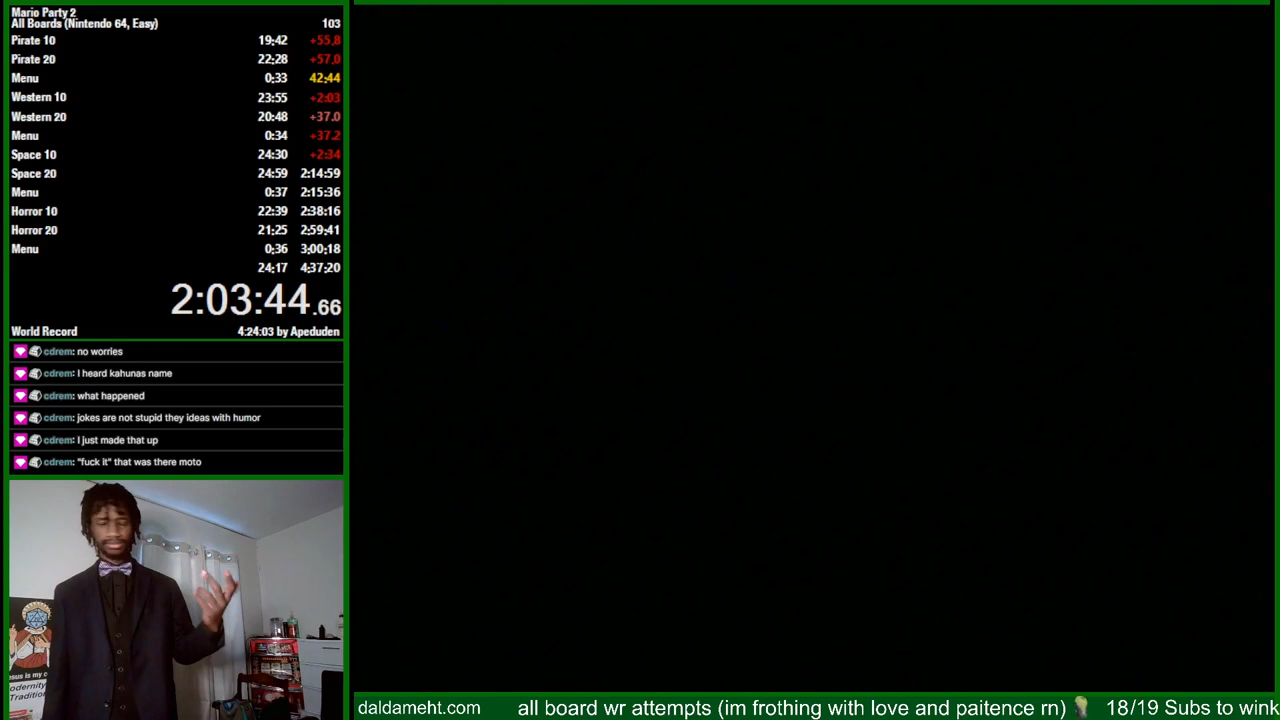 Mario Party 2
All Boards (Nintendo 64, Easy) 103
Pirate 10 19:42 +55.8
Pirate 20 22:28 +57.0
Menu 0:33 42:44
Western 10 23:55 +2:03
Western 20 20:48 +37.0
Menu 0:34 +37.2
Space 10 24:30 +2:34
Space 20 24:59 2:14:59
Menu 0:37 2:15:36
Horror 10 22:39 2:38:16
Horror 20 21:25 2:59:41
Menu 0:36 3:00:18
24:17 4:37:20
2:03:44.66
World Record 4:24:03 by Apeduden
cdrem: no worries
cdrem: I heard kahunas name
cdrem: what happened
cdrem: jokes are not stupid they ideas with humor
cdrem: I just made that up
cdrem: "fuck it" that was there moto
esus is my
odernity
Tradition
daldameht.com all board wr attempts (im frothing with love and paitence rn) 18/19 Subs to wink